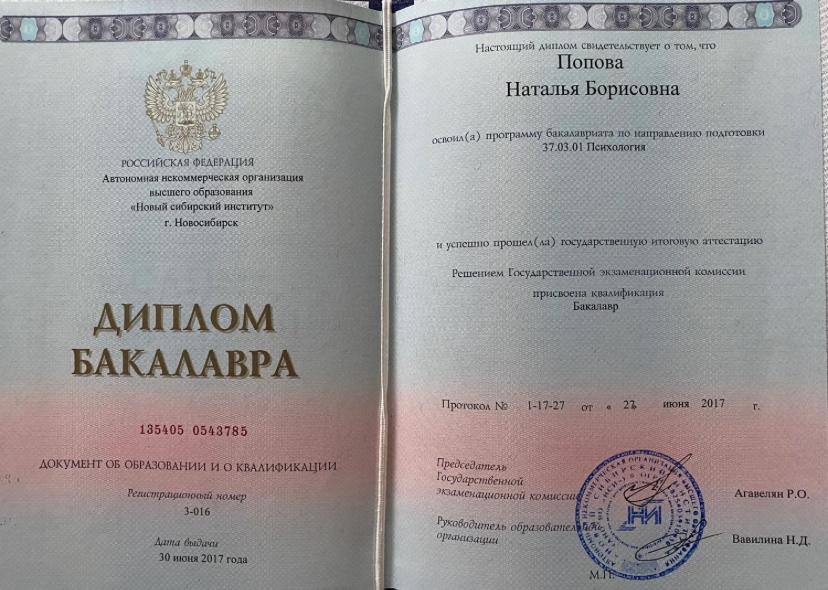 РОССИЙСКАЯ ФЕДЕРАЦИЯ
Автономная некоммерческая организация
высшего образования
«Новый сибирский институт»
г. Новосибирск
ДИПЛОМ
БАКАЛАВРА
135405 0543785
ДОКУМЕНТ ОБ ОБРАЗОВАНИИ И О КВАЛИФИКАЦИИ
Регистрационный номер
3-016
Дата выдачи
30 июня 2017 года
Настоящий диплом свидетельствует о том, что
Попова
Наталья Борисовна
освоил(а) программу бакалавриата по направлению подготовки
37.03.01 Психология
и успешно прошел(ла) государственную итоговую аттестацию
Решением Государственной экзаменационной комиссии
присвоена квалификация
Бакалавр
Протокол № 1-17-27 от « 27» июня 2017 г.
Председатель
Государственной
экзаменационной комиссии
Агавелян Р.О.
Руководитель образовательной
организации
Вавилина Н.Д.
М.П.
НИ